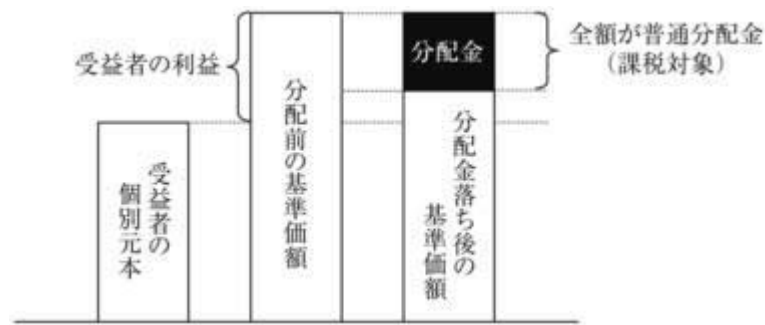 受益者の利益
受益者の
個別元本
分配前の基準価額
分配金
分配金落ち後の
基準価額
全額が普通分配金
（課税対象）